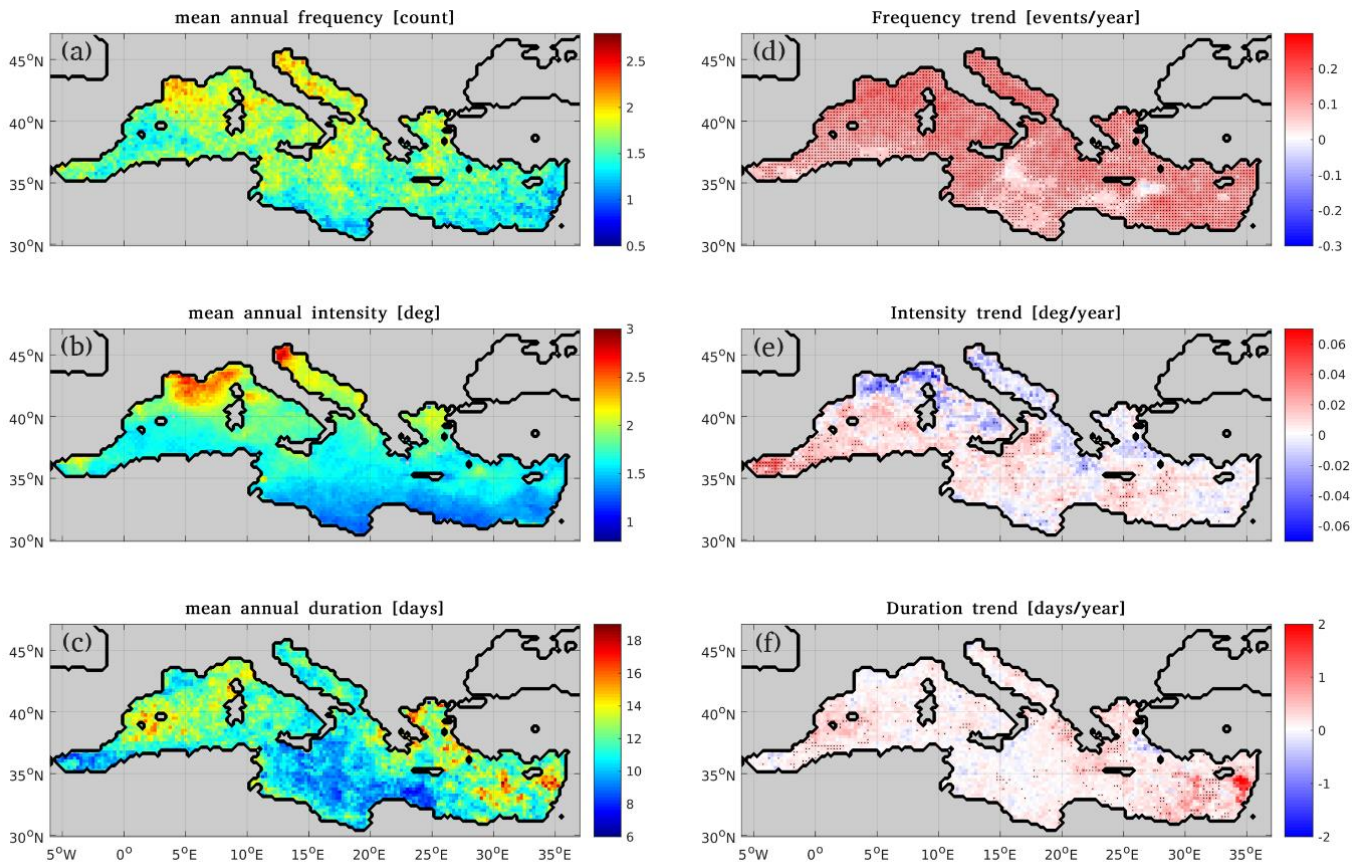 mean annual frequency [count]
(a)
45°N
40°N
35°N
30°N
2.5
2
1.5
1
0.5
Frequency trend [events/year]
(d)
45°N
40°N
35°N
30°N
0.2
0.1
0
-0.1
-0.2
-0.3
mean annual intensity [deg]
(b)
45°N
40°N
35°N
30°N
3
2.5
2
1.5
1
Intensity trend [deg/year]
(e)
45°N
40°N
35°N
30°N
0.06
0.04
0.02
0
-0.02
-0.04
-0.06
mean annual duration [days]
(c)
45°N
40°N
35°N
30°N
5°W 0° 5°E 10°E 15°E 20°E 25°E 30°E 35°E
18
16
14
12
10
8
6
Duration trend [days/year]
(f)
45°N
40°N
35°N
30°N
5°W 0° 5°E 10°E 15°E 20°E 25°E 30°E 35°E
2
1
0
-1
-2